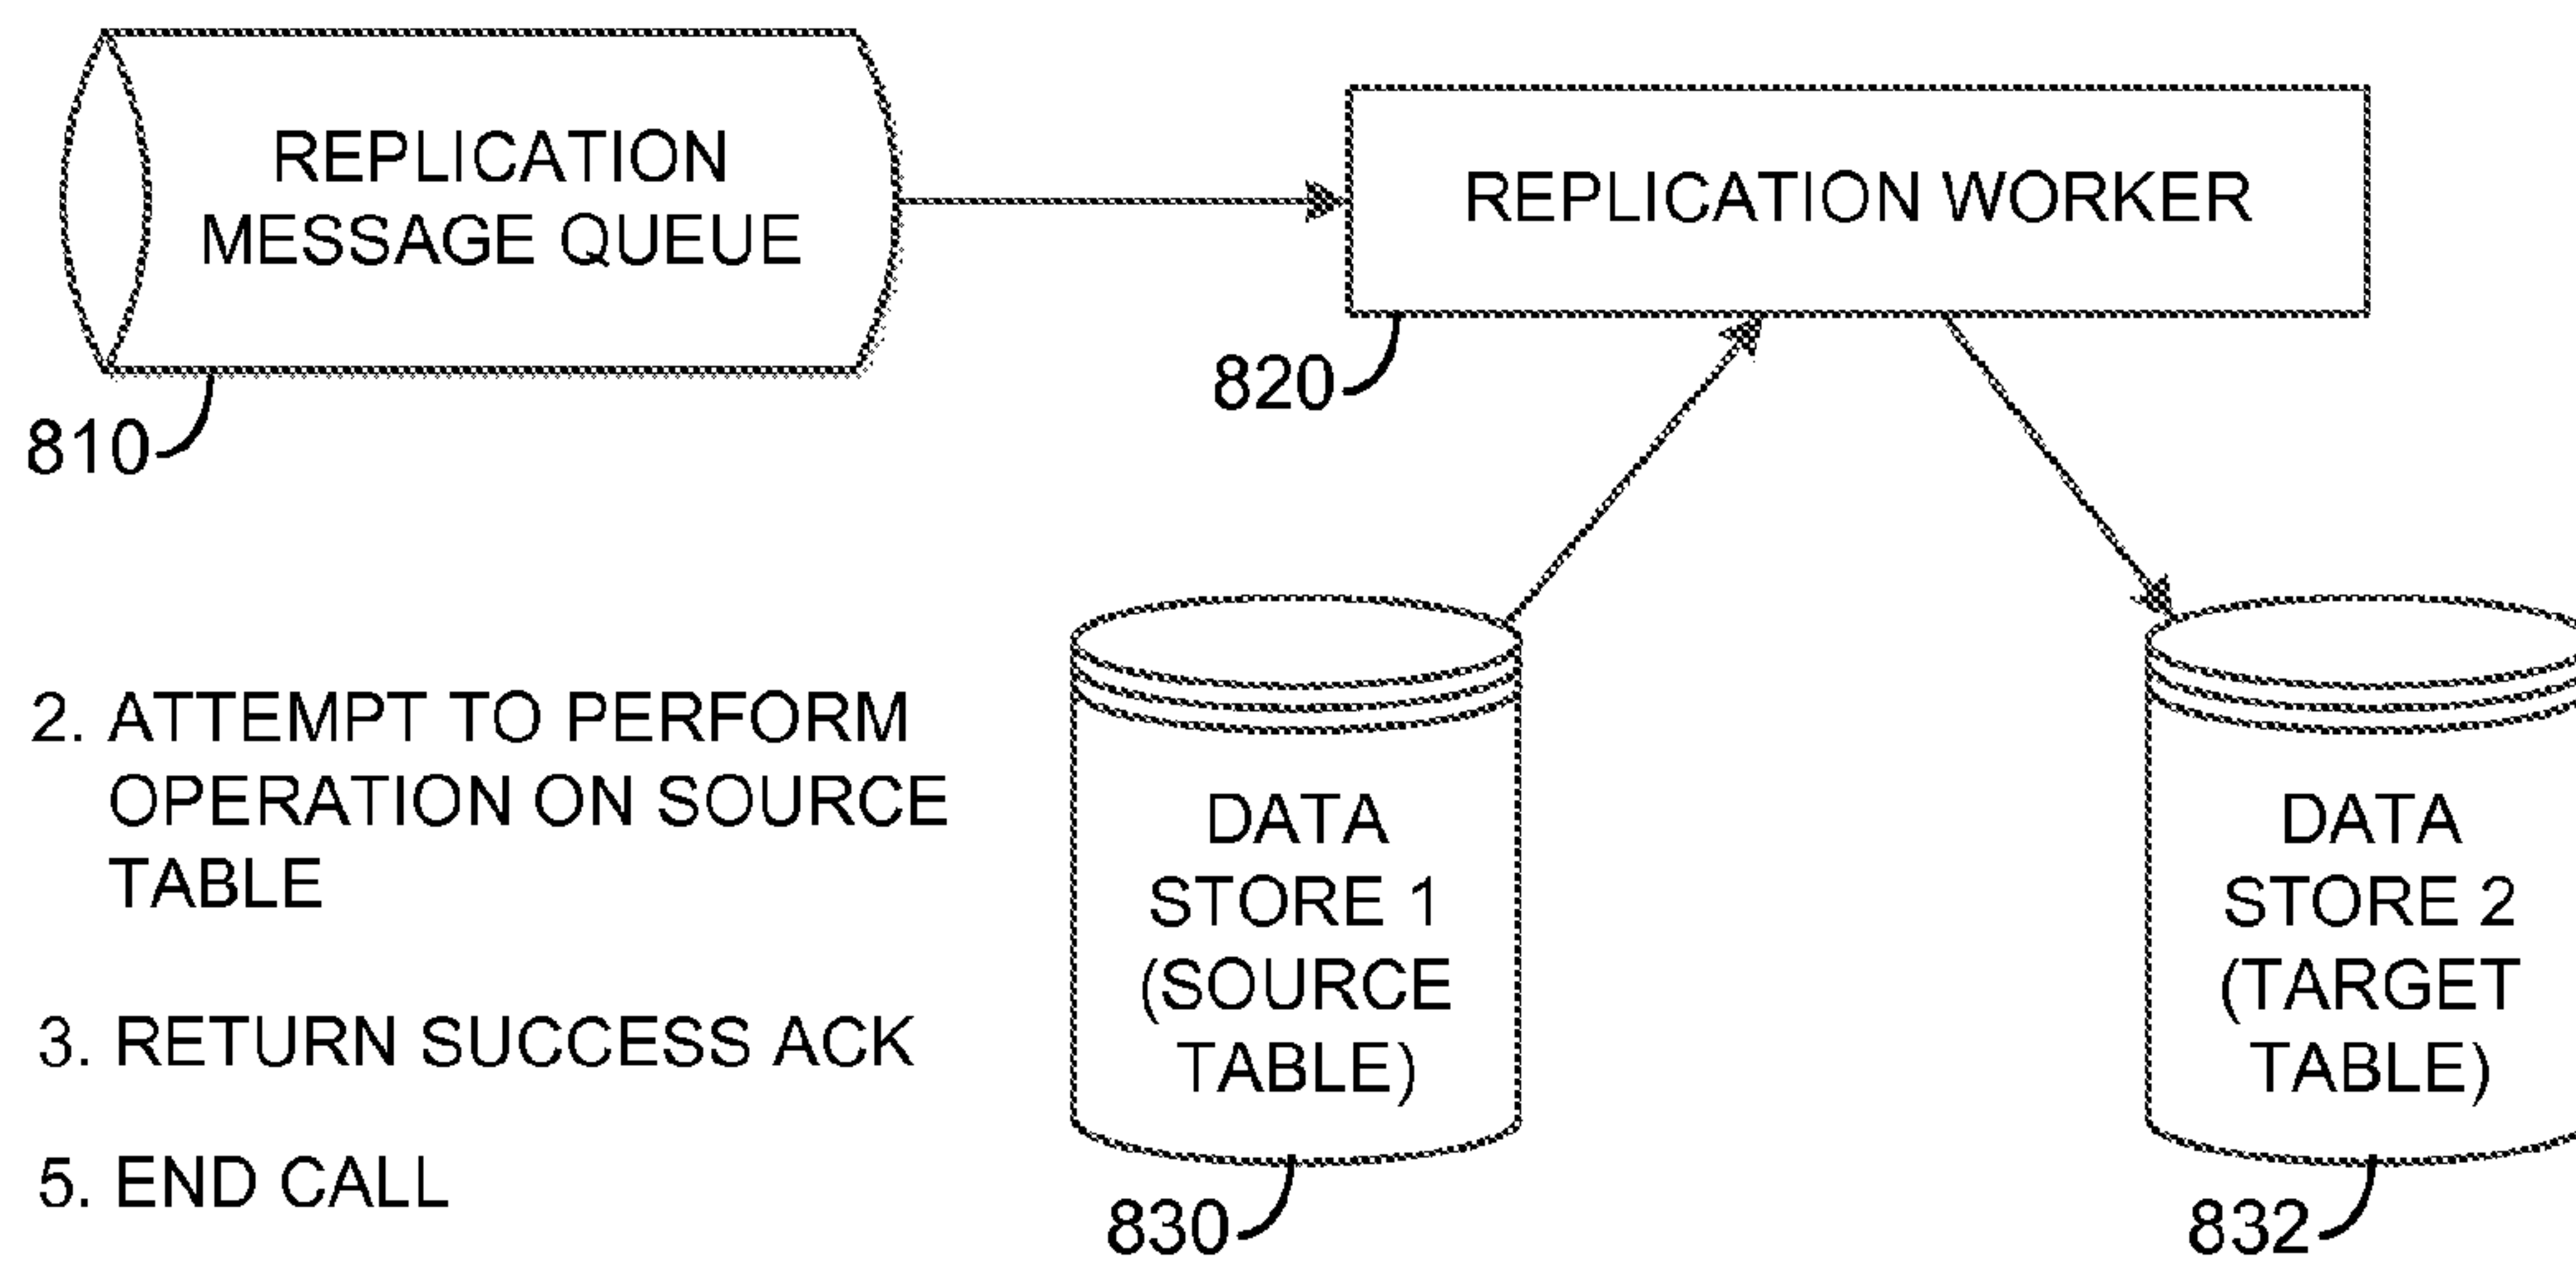 REPLICATION
MESSAGE QUEUE
810
REPLICATION WORKER
820
2. ATTEMPT TO PERFORM
OPERATION ON SOURCE
TABLE
3. RETURN SUCCESS ACK
5. END CALL
DATA
STORE 1
(SOURCE
TABLE)
830
DATA
STORE 2
(TARGET
TABLE)
832